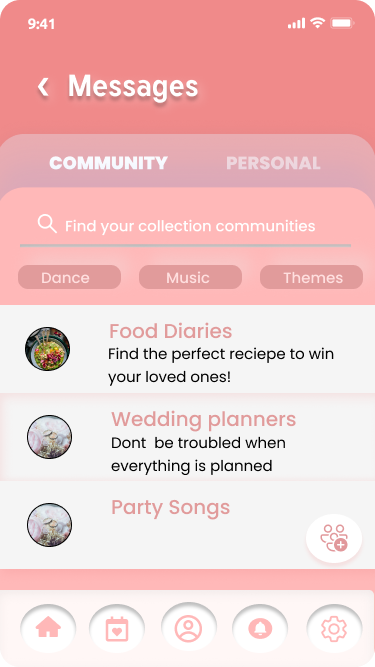 9:41
Messages
COMMUNITY PERSONAL
Find your collection communities
Dance Music Themes
Food Diaries
Find the perfect reciepe to win
your loved ones!
Wedding planners
Dont be troubled when
everything is planned
Party Songs